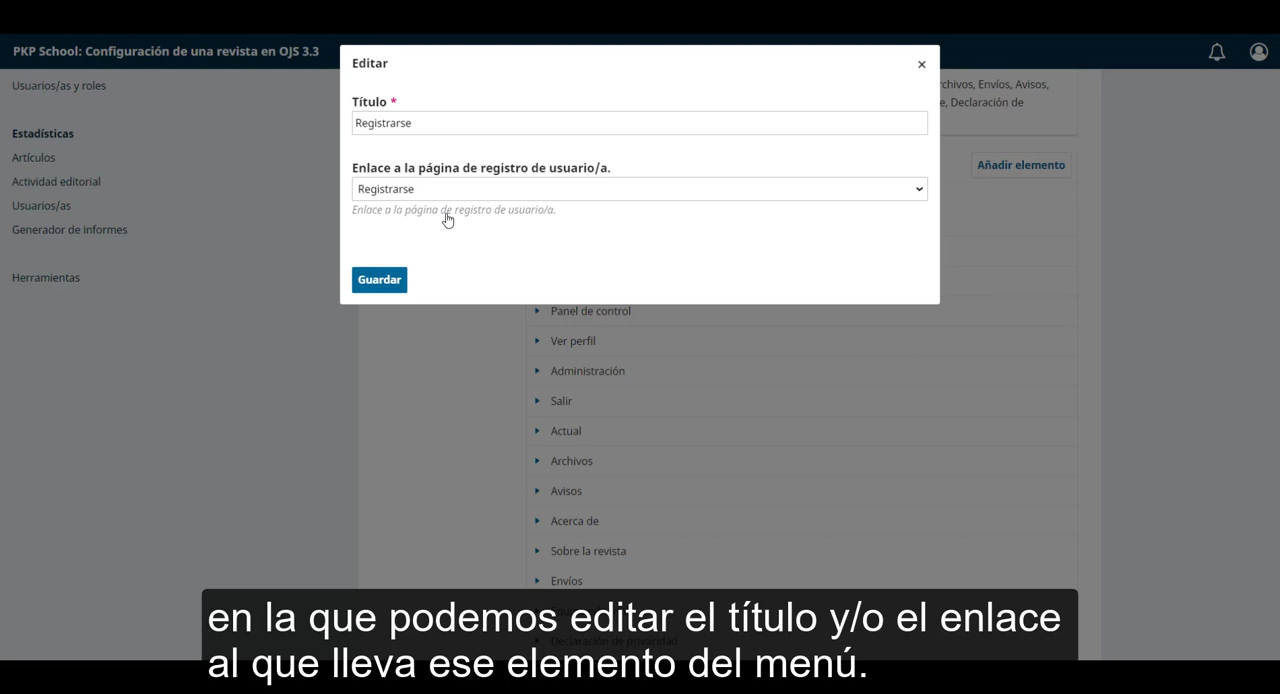 PKP School: Configuración de una revista en OJS 3.3
Usuarios/as y roles
Estadísticas
Artículos
Actividad editorial
Usuarios/as
Generador de informes
Herramientas
Editar
×
Título *
Registrarse
Enlace a la página de registro de usuario/a.
Registrarse
Enlace a la página de registro de usuario/a.
Guardar
chivos, Envíos, Avisos,
e, Declaración de
Añadir elemento
Panel de control
Ver perfil
Administración
Salir
Actual
Archivos
Avisos
Acerca de
Sobre la revista
Envíos
Declaración de privacidad
en la que podemos editar el título y/o el enlace
al que lleva ese elemento del menú.